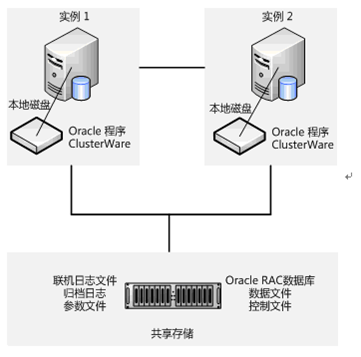 实例 1
实例 2
本地磁盘
Oracle 程序
ClusterWare
本地磁盘
Oracle 程序
ClusterWare
联机日志文件
归档日志
参数文件
Oracle RAC数据库
数据文件
控制文件
共享存储